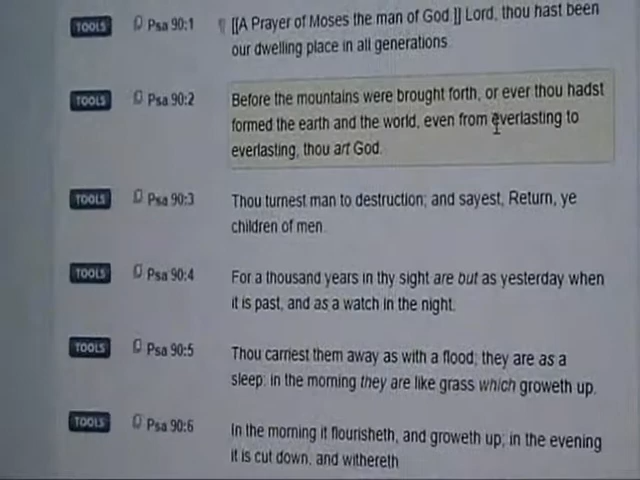 TOOLS Psa 90:1 ¶ [[A Prayer of Moses the man of God.]] Lord, thou hast been
our dwelling place in all generations.
TOOLS Psa 90:2 Before the mountains were brought forth, or ever thou hadst
formed the earth and the world, even from everlasting to
everlasting, thou art God.
TOOLS Psa 90:3 Thou turnest man to destruction; and sayest, Return, ye
children of men.
TOOLS Psa 90:4 For a thousand years in thy sight are but as yesterday when
it is past, and as a watch in the night.
TOOLS Psa 90:5 Thou carriest them away as with a flood; they are as a
sleep: in the morning they are like grass which groweth up.
TOOLS Psa 90:6 In the morning it flourisheth, and groweth up; in the evening
it is cut down, and withereth.